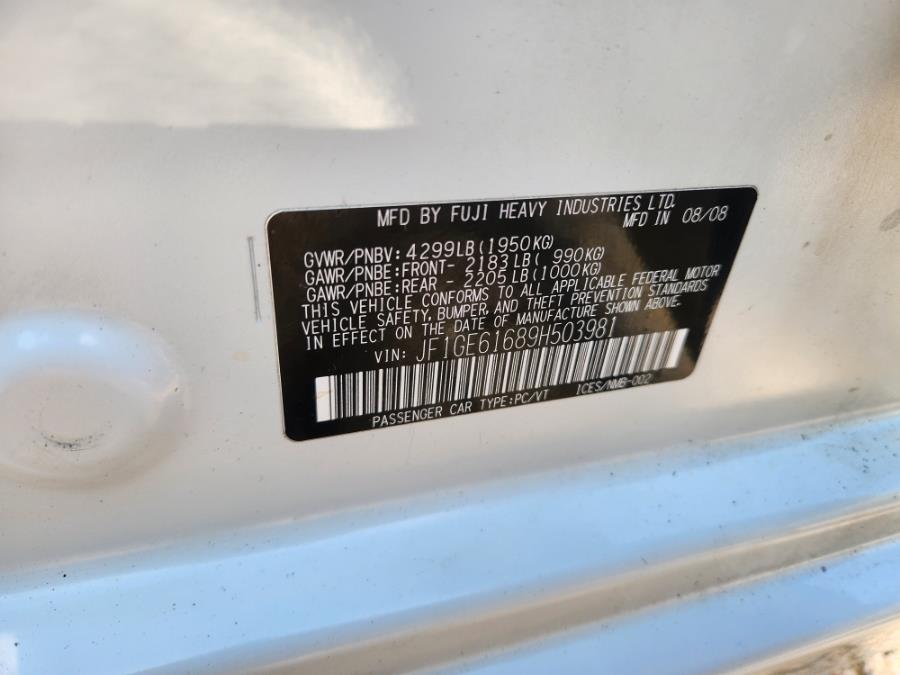 MFD BY FUJI HEAVY INDUSTRIES LTD.
MFD IN 08/08
GVWR/PNBV: 4299LB (1950KG)
GAWR/PNBE: FRONT- 2183LB ( 990KG)
GAWR/PNBE: REAR - 2205LB (1000KG)
THIS VEHICLE CONFORMS TO ALL APPLICABLE FEDERAL MOTOR
VEHICLE SAFETY, BUMPER, AND THEFT PREVENTION STANDARDS
IN EFFECT ON THE DATE OF MANUFACTURE SHOWN ABOVE.
VIN: JF1GE61689H503981
PASSENGER CAR TYPE: PC/VT ICES/NMB-002